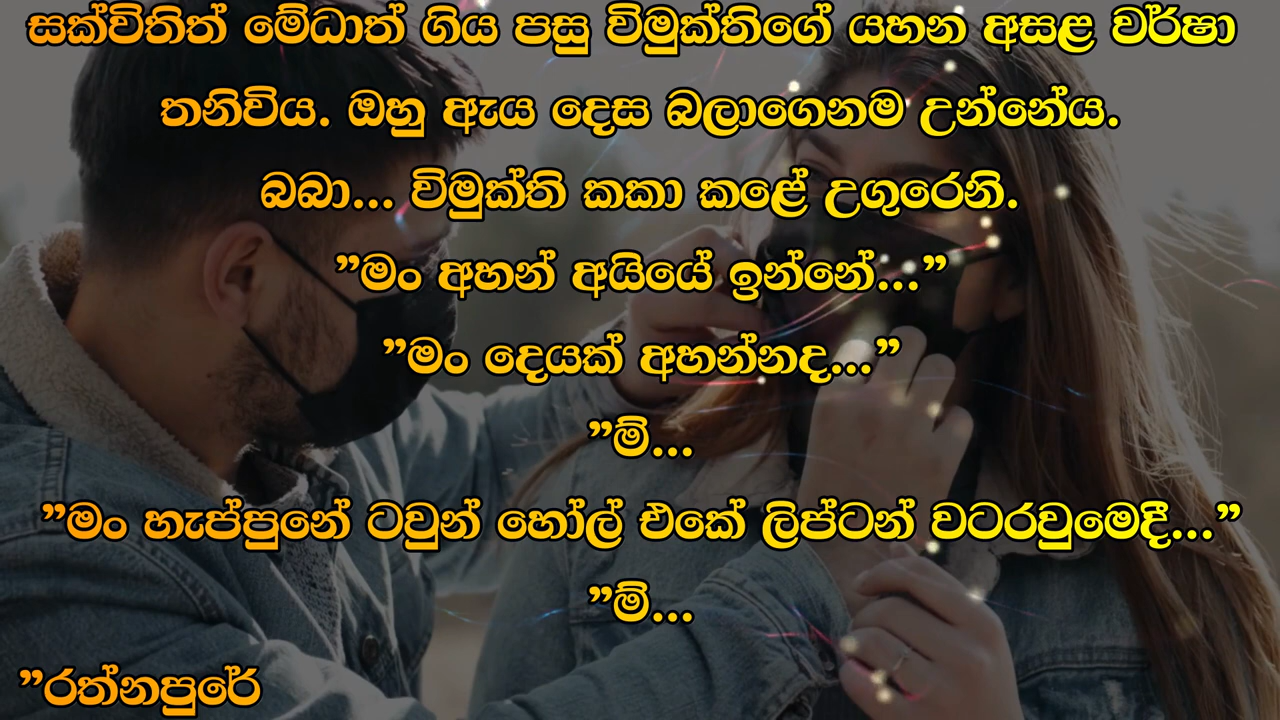 සක්විතිත් මේධාත් ගිය පසු විමුක්තිගේ යහන අසළ වර්ෂා
තනිවිය. ඔහු ඇය දෙස බලාගෙනම උන්නේය.
බබා... විමුක්ති කකා කළේ උගුරෙනි.
”මං අහන් අයියේ ඉන්නේ...”
”මං දෙයක් අහන්නද...”
”ම්...
”මං හැප්පුනේ ටවුන් හෝල් එකේ ලිප්ටන් වටරවුමෙදී...”
”ම්...
”රත්නපුරේ